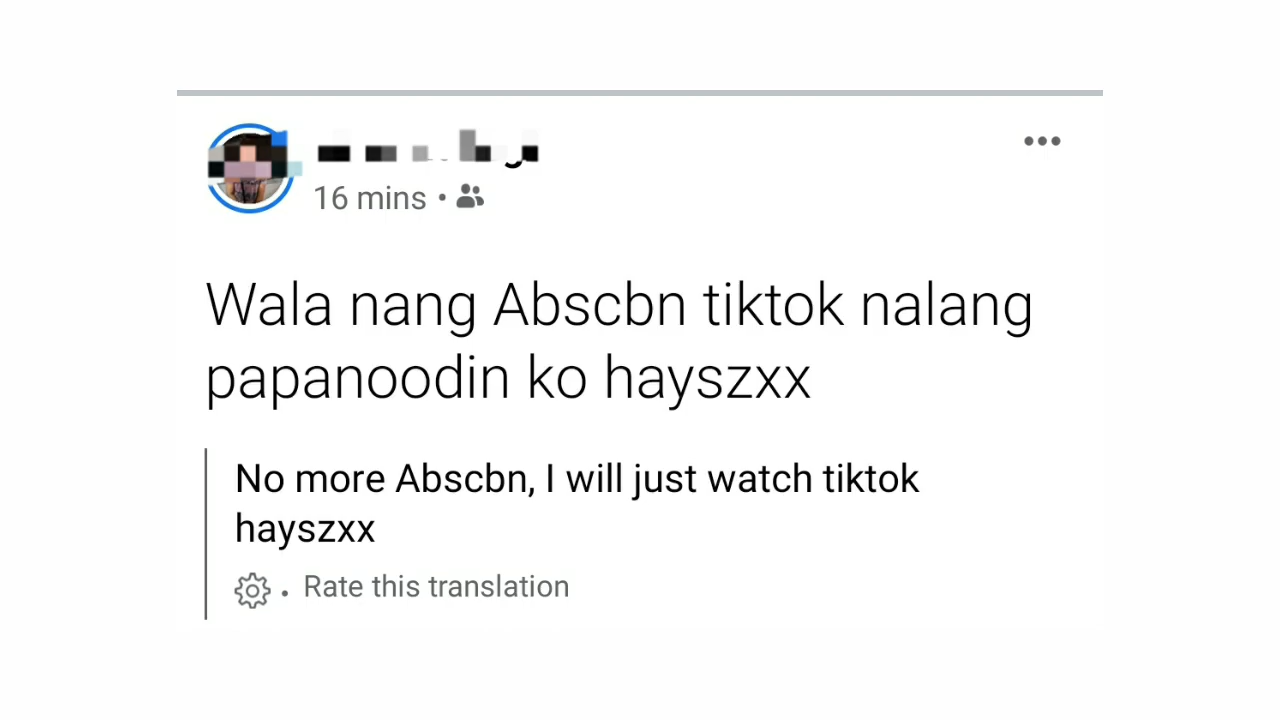 16 mins •
Wala nang Abscbn tiktok nalang
papanoodin ko hayszxx
No more Abscbn, I will just watch tiktok
hayszxx
. Rate this translation